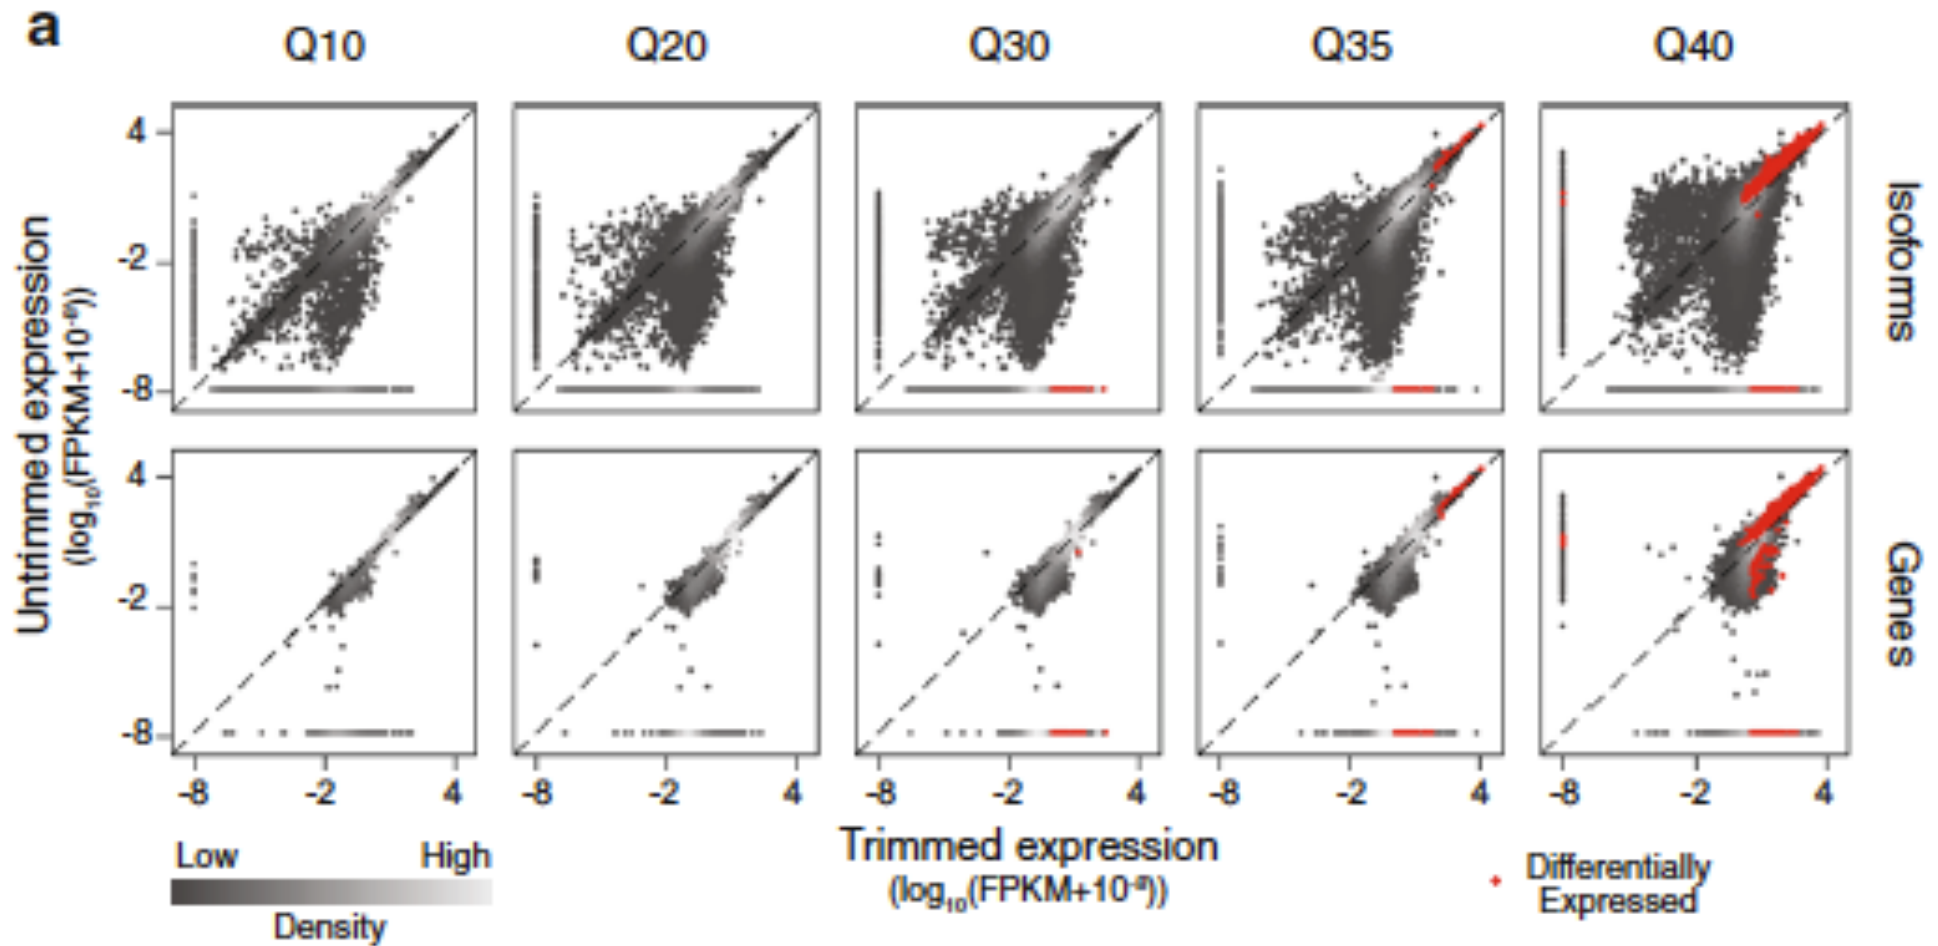 a
Q10 Q20 Q30 Q35 Q40
4
-2
-8
Isoforms
Untrimmed expression
(log10(FPKM+10-8))
4
-2
-8
Genes
-8 -2 4 -8 -2 4 -8 -2 4 -8 -2 4 -8 -2 4
Low High
Density
Trimmed expression
(log10(FPKM+10-8))
Differentially
Expressed